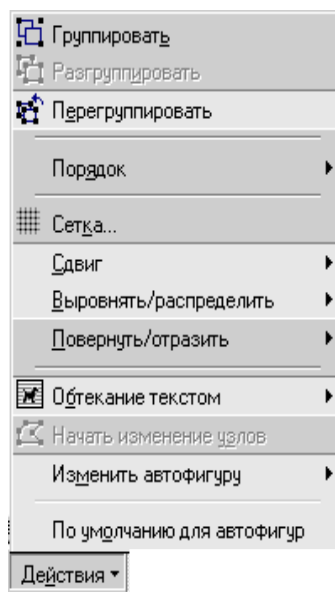 Группировать
Разгруппировать
Перегруппировать
Порядок
Сетка...
Сдвиг
Выровнять/распределить
Повернуть/отразить
Обтекание текстом
Начать изменение узлов
Изменить автофигуру
По умолчанию для автофигур
Действия